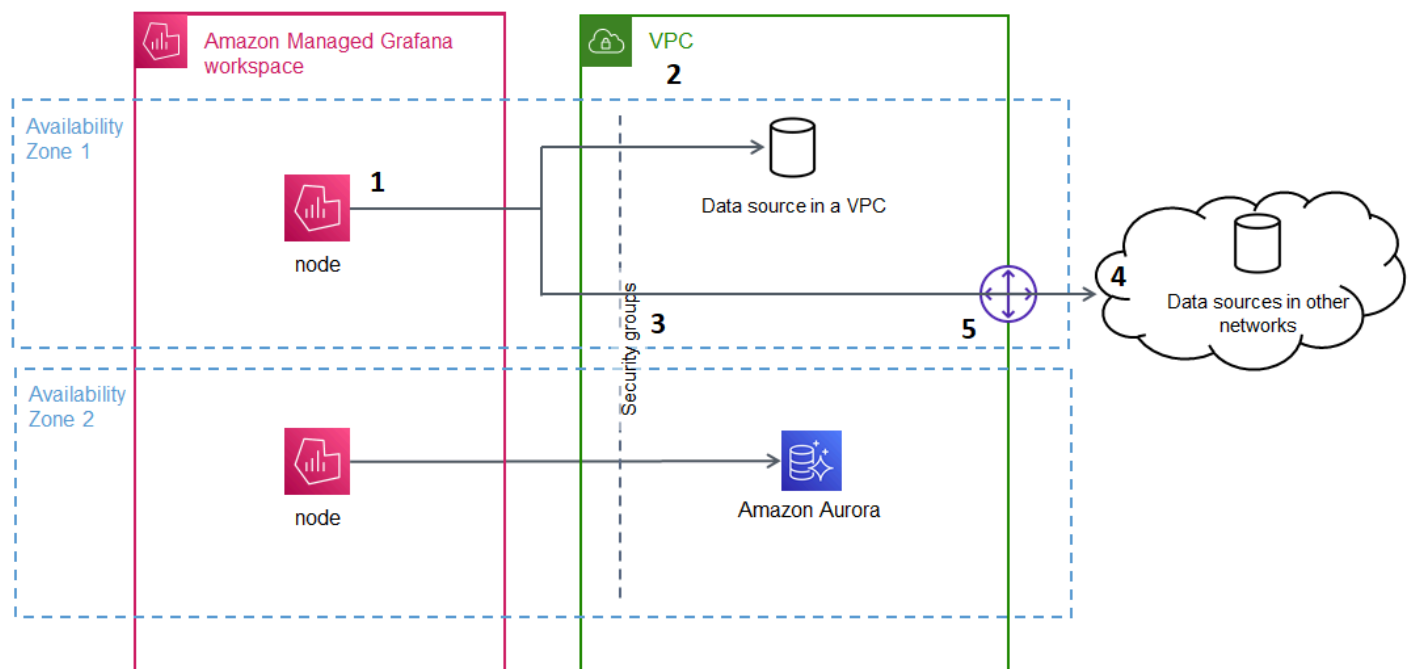 Amazon Managed Grafana
workspace
VPC
2
Availability
Zone 1
1
node
Data source in a VPC
Security groups
3
5
4
Data sources in other
networks
Availability
Zone 2
node
Amazon Aurora